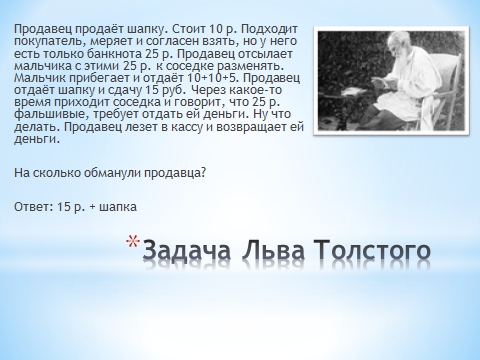 Продавец продаёт шапку. Стоит 10 р. Подходит
покупатель, меряет и согласен взять, но у него
есть только банкнота 25 р. Продавец отсылает
мальчика с этими 25 р. к соседке разменять.
Мальчик прибегает и отдаёт 10+10+5. Продавец
отдаёт шапку и сдачу 15 руб. Через какое-то
время приходит соседка и говорит, что 25 р.
фальшивые, требует отдать ей деньги. Ну что
делать. Продавец лезет в кассу и возвращает ей
деньги.
На сколько обманули продавца?
Ответ: 15 р. + шапка
*Задача Льва Толстого